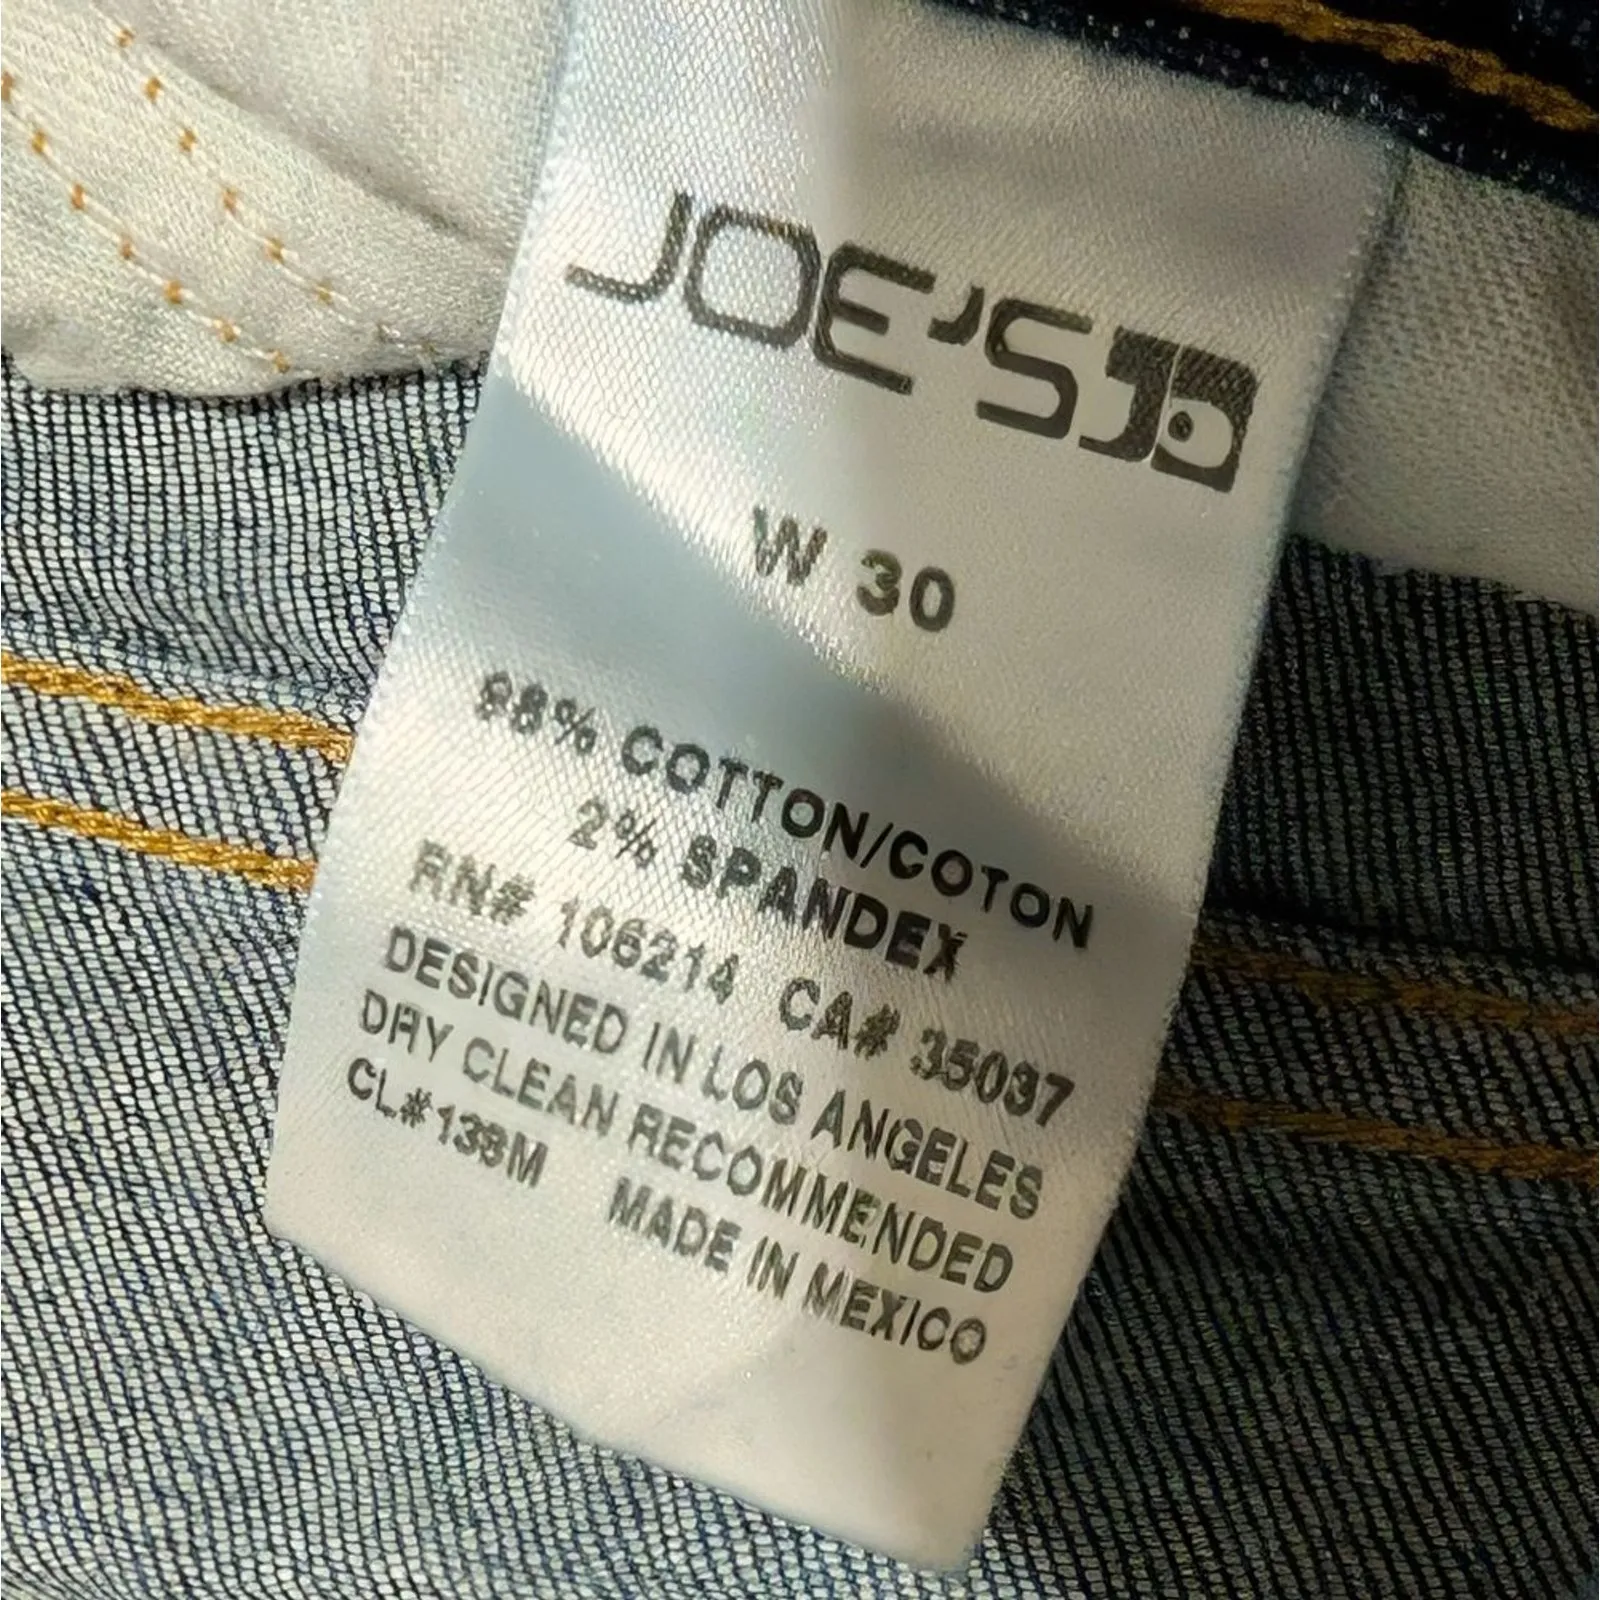 JOE'S JD
W 30
98% COTTON/COTON
2% SPANDEX
RN# 106214 CA# 35037
DESIGNED IN LOS ANGELES
DRY CLEAN RECOMMENDED
CL#138M MADE IN MEXICO